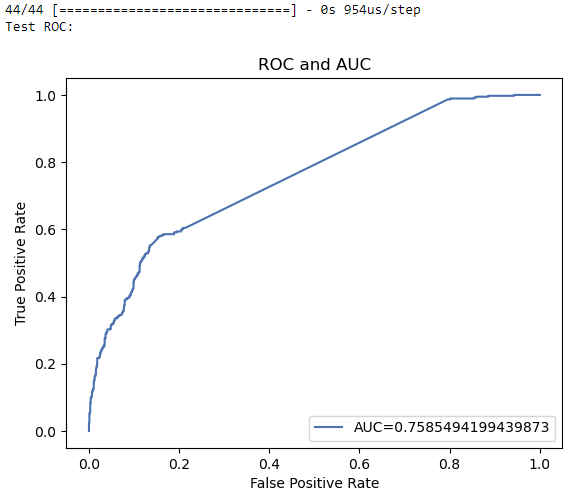 44/44 [==============================] - 0s 954us/step
Test ROC:
ROC and AUC
True Positive Rate
1.0
0.8
0.6
0.4
0.2
0.0
AUC=0.7585494199439873
0.0 0.2 0.4 0.6 0.8 1.0
False Positive Rate